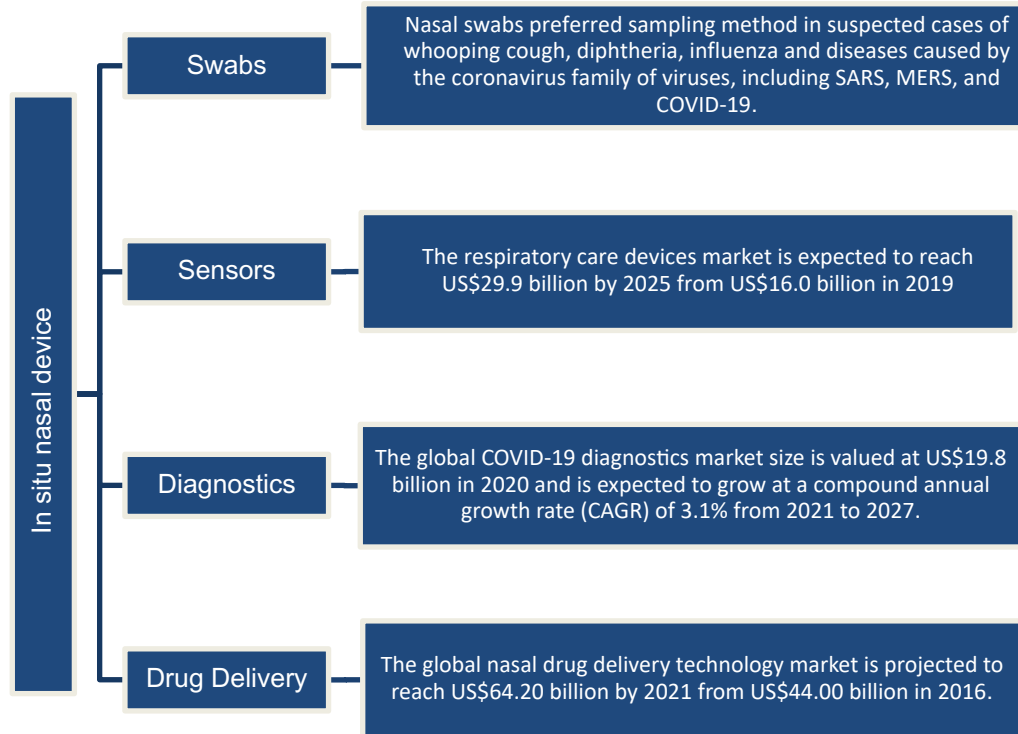 In situ nasal device
Swabs
Nasal swabs preferred sampling method in suspected cases of
whooping cough, diphtheria, influenza and diseases caused by
the coronavirus family of viruses, including SARS, MERS, and
COVID-19.
Sensors
The respiratory care devices market is expected to reach
US$29.9 billion by 2025 from US$16.0 billion in 2019
Diagnostics
The global COVID-19 diagnostics market size is valued at US$19.8
billion in 2020 and is expected to grow at a compound annual
growth rate (CAGR) of 3.1% from 2021 to 2027.
Drug Delivery
The global nasal drug delivery technology market is projected to
reach US$64.20 billion by 2021 from US$44.00 billion in 2016.